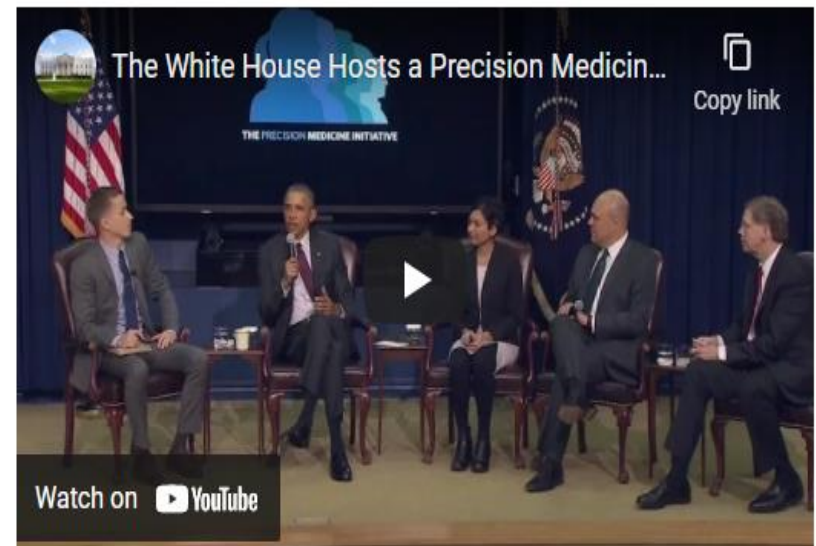 The White House Hosts a Precision Medicin...
Copy link
THE PRECISION MEDICINE INITIATIVE
Watch on YouTube